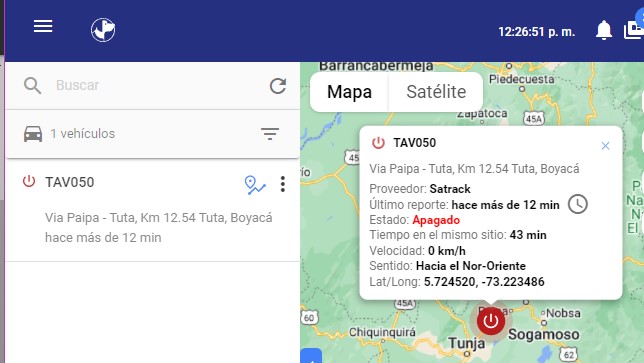 12:26:51 p. m.
Buscar
1 vehículos
TAV050
Via Paipa - Tuta, Km 12.54 Tuta, Boyacá
hace más de 12 min
Barrancabermeja
Piedecuesta
Mapa
Satélite
Zapatoca
45A
45
TAV050
×
Via Paipa - Tuta, Km 12.54 Tuta, Boyacá
Proveedor: Satrack
Último reporte: hace más de 12 min
Estado: Apagado
Tiempo en el mismo sitio: 43 min
Velocidad: 0 km/h
Sentido: Hacia el Nor-Oriente
Lat/Long: 5.724520, -73.223486
P
N
El
45A
60
Nobsa
Chiquinquirá
Sogamoso
Tunja
62